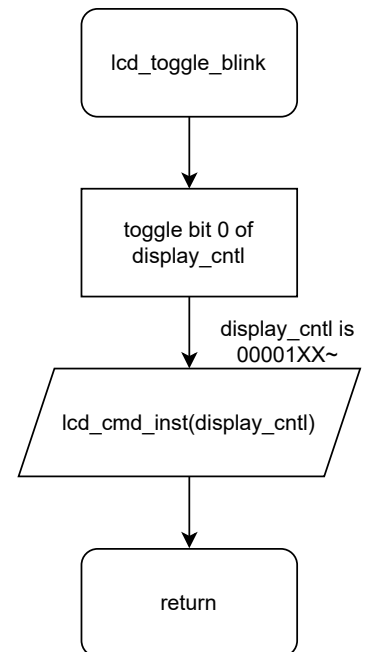 lcd_toggle_blink
toggle bit 0 of
display_cntl
display_cntl is
00001XX~
lcd_cmd_inst(display_cntl)
return